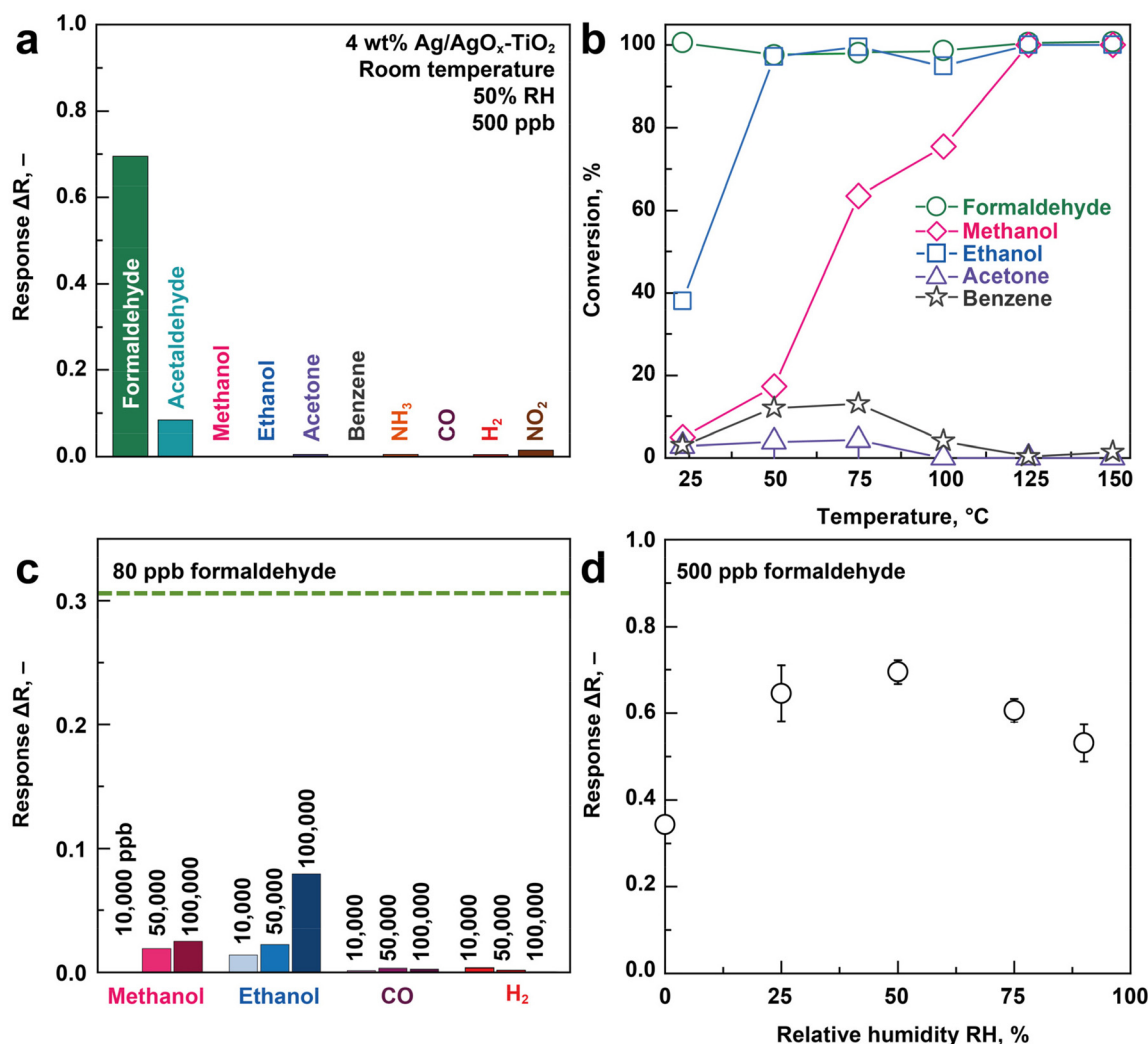 a
4 wt% Ag/AgOₓ-TiO₂
Room temperature
50% RH
500 ppb
Response ΔR, –
1.0
0.8
0.6
0.4
0.2
0.0
Formaldehyde
Acetaldehyde
Methanol
Ethanol
Acetone
Benzene
NH₃
CO
H₂
NO₂
b
Conversion, %
100
80
60
40
20
0
Formaldehyde
Methanol
Ethanol
Acetone
Benzene
25
50
75
100
125
150
Temperature, °C
c
80 ppb formaldehyde
Response ΔR, –
0.3
0.2
0.1
0.0
10,000 ppb
50,000
100,000
10,000
50,000
100,000
10,000
50,000
100,000
10,000
50,000
100,000
Methanol
Ethanol
CO
H₂
d
500 ppb formaldehyde
Response ΔR, –
1.0
0.8
0.6
0.4
0.2
0.0
0
25
50
75
100
Relative humidity RH, %